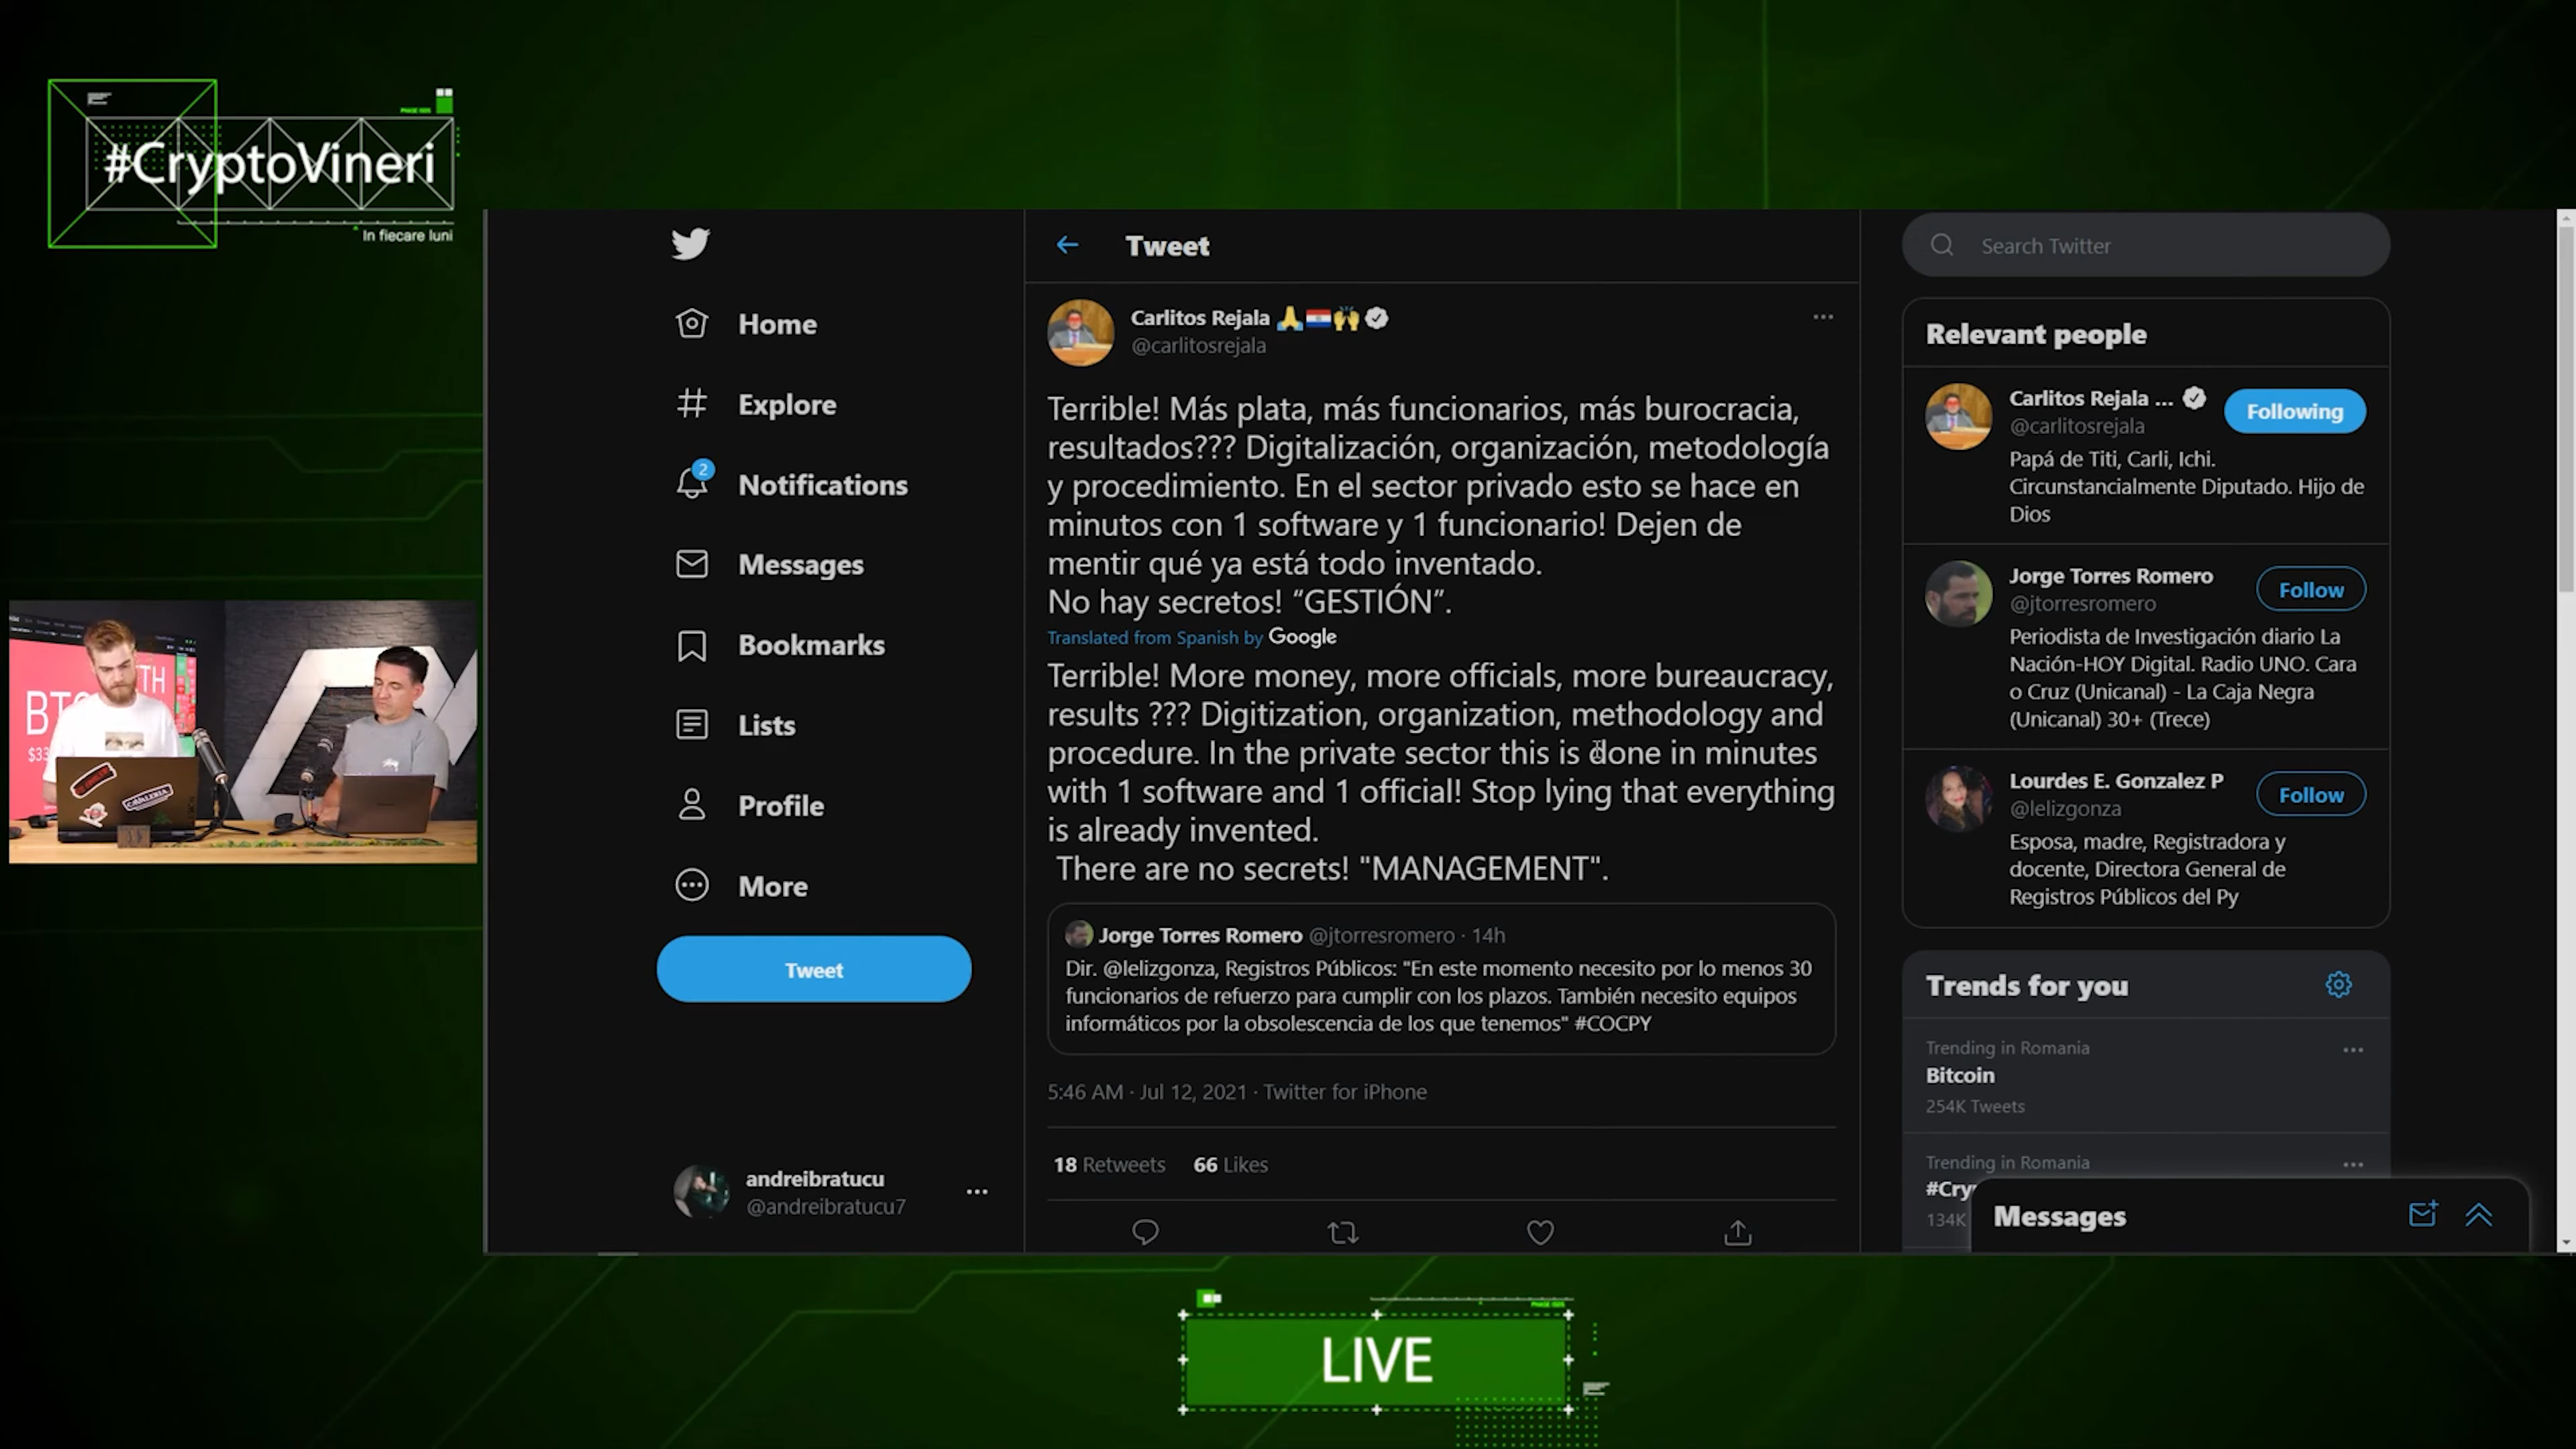 #CryptoVineri
In fiecare luni
Home
Explore
2
Notifications
Messages
Bookmarks
Lists
Profile
More
Tweet
andreibratucu
@andreibratucu7
Tweet
Carlitos Rejala
@carlitosrejala
Terrible! Más plata, más funcionarios, más burocracia,
resultados??? Digitalización, organización, metodología
y procedimiento. En el sector privado esto se hace en
minutos con 1 software y 1 funcionario! Dejen de
mentir qué ya está todo inventado.
No hay secretos! “GESTIÓN”.
Translated from Spanish by Google
Terrible! More money, more officials, more bureaucracy,
results ??? Digitization, organization, methodology and
procedure. In the private sector this is done in minutes
with 1 software and 1 official! Stop lying that everything
is already invented.
There are no secrets! "MANAGEMENT".
Jorge Torres Romero @jtorresromero · 14h
Dir. @lelizgonza, Registros Públicos: "En este momento necesito por lo menos 30
funcionarios de refuerzo para cumplir con los plazos. También necesito equipos
informáticos por la obsolescencia de los que tenemos" #COCPY
5:46 AM · Jul 12, 2021 · Twitter for iPhone
18 Retweets 66 Likes
Search Twitter
Relevant people
Carlitos Rejala ...
Following
@carlitosrejala
Papá de Titi, Carli, Ichi.
Circunstancialmente Diputado. Hijo de
Dios
Jorge Torres Romero
Follow
@jtorresromero
Periodista de Investigación diario La
Nación-HOY Digital. Radio UNO. Cara
o Cruz (Unicanal) - La Caja Negra
(Unicanal) 30+ (Trece)
Lourdes E. Gonzalez P
Follow
@lelizgonza
Esposa, madre, Registradora y
docente, Directora General de
Registros Públicos del Py
Trends for you
Trending in Romania
Bitcoin
254K Tweets
Trending in Romania
#Cry
134K
Messages
LIVE